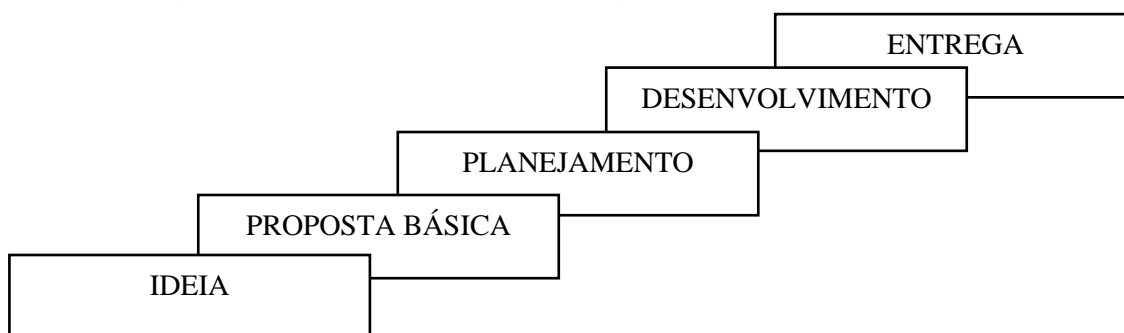 ENTREGA
DESENVOLVIMENTO
PLANEJAMENTO
PROPOSTA BÁSICA
IDEIA